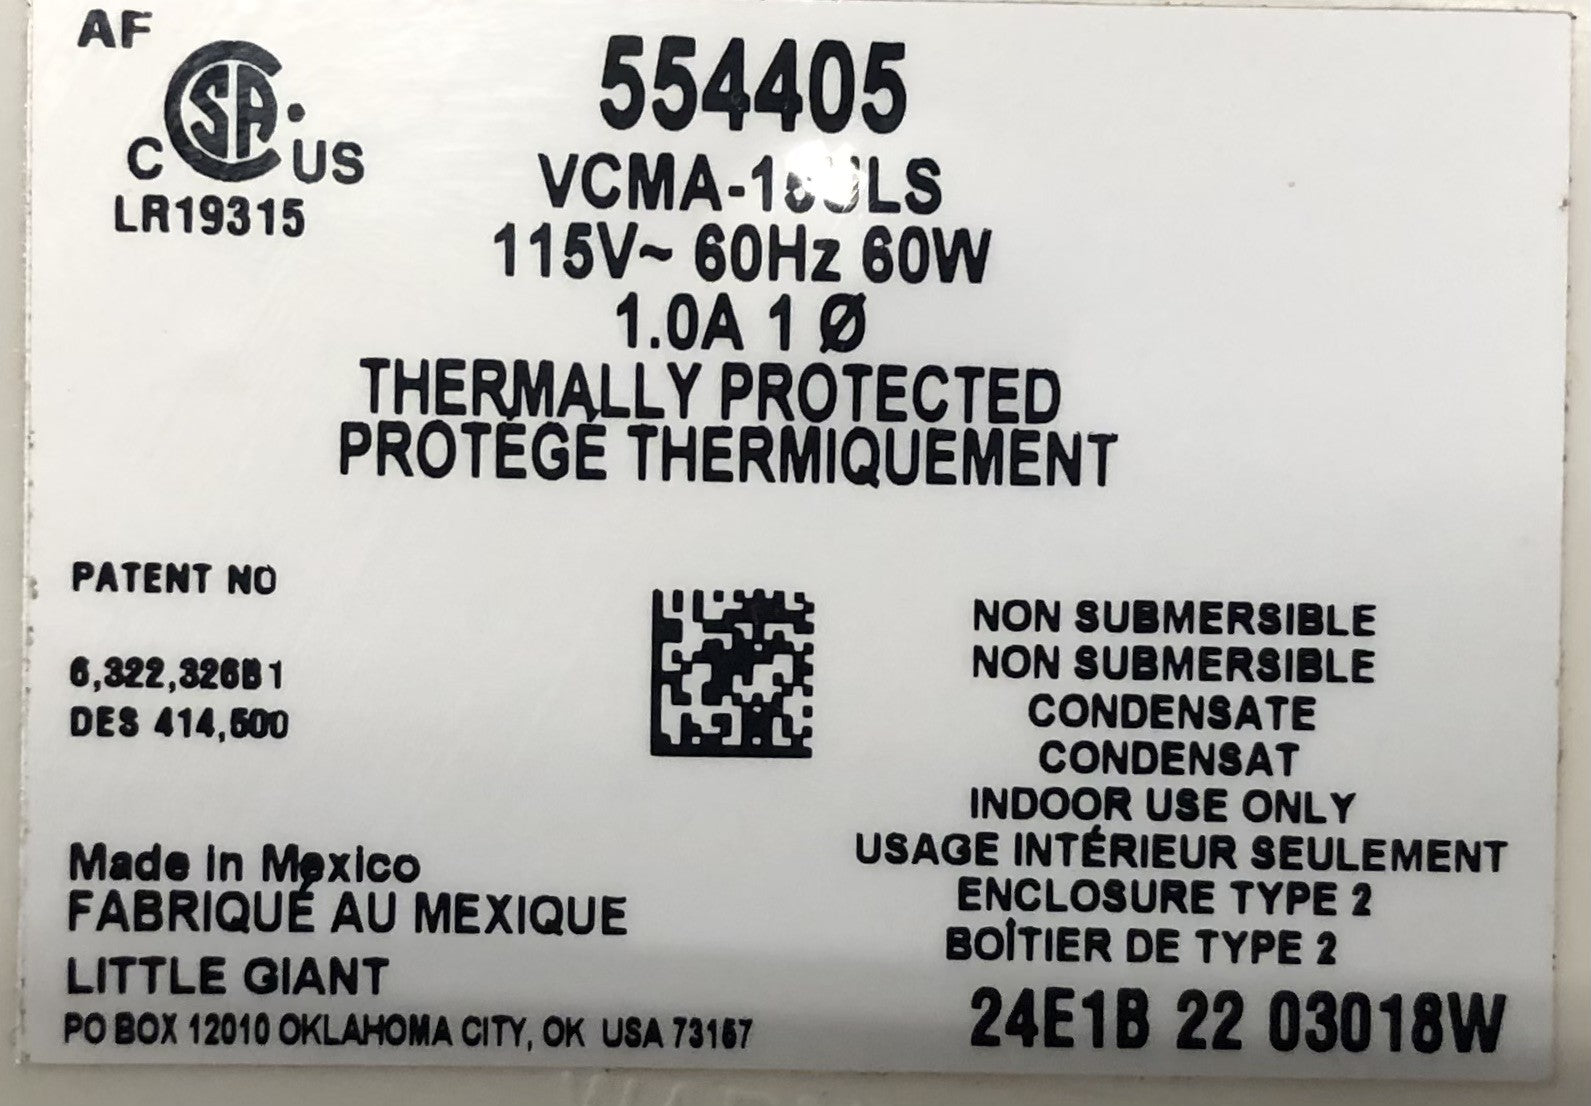 AF
554405
CSA
C US
LR19315
115V~ 60Hz 60W
1.0A 1 Ø
THERMALLY PROTECTED
PROTÉGÉ THERMIQUEMENT
PATENT NO
6,322,326B1
DES 414,500
NON SUBMERSIBLE
NON SUBMERSIBLE
CONDENSATE
CONDENSAT
INDOOR USE ONLY
USAGE INTÉRIEUR SEULEMENT
ENCLOSURE TYPE 2
BOÎTIER DE TYPE 2
24E1B 22 03018W
Made in Mexico
FABRIQUÉ AU MEXIQUE
LITTLE GIANT
PO BOX 12010 OKLAHOMA CITY, OK USA 73157